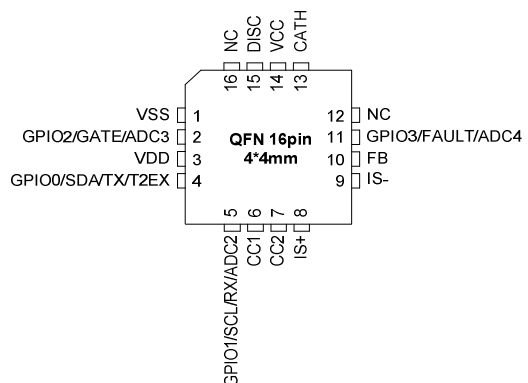 NC
DISC
VCC
CATH
16
15
14
13
VSS
1
GPIO2/GATE/ADC3
2
VDD
3
GPIO0/SDA/TX/T2EX
4
QFN 16pin
4*4mm
12
NC
11
GPIO3/FAULT/ADC4
10
FB
9
IS-
5
6
7
8
GPIO1/SCL/RX/ADC2
CC1
CC2
IS+